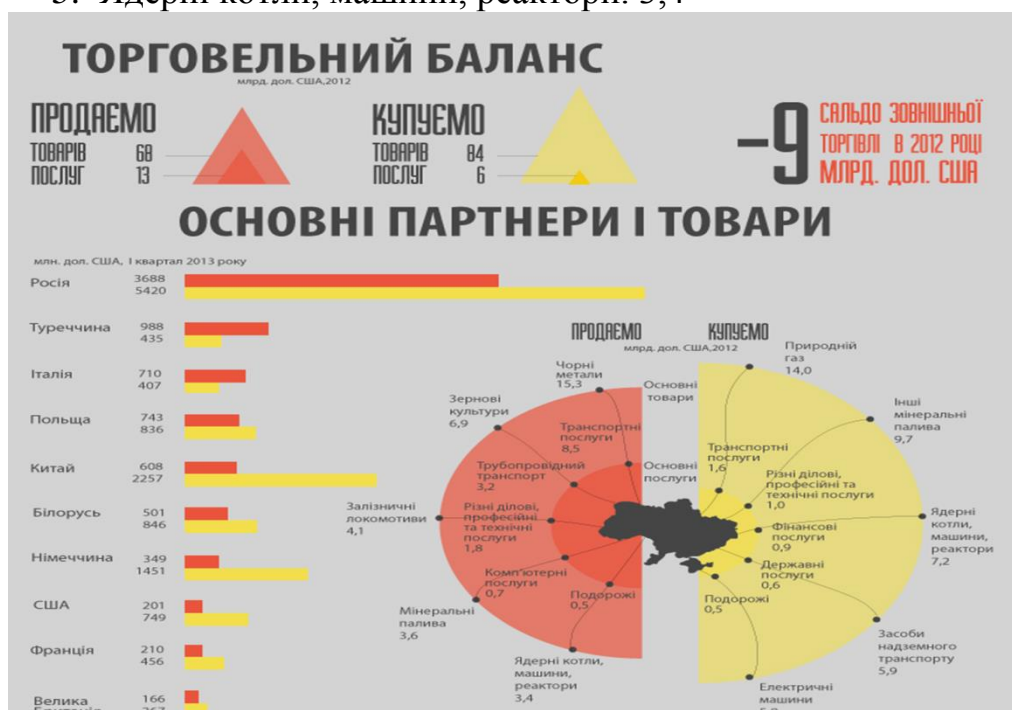 5. Ядерні котли, машини, реактори: 3,4
ТОРГОВЕЛЬНИЙ БАЛАНС
млрд. дол. США,2012
ПРОДАЄМО
ТОВАРІВ 68
ПОСЛУГ 13
КУПУЄМО
ТОВАРІВ 84
ПОСЛУГ 6
-9
САЛЬДО ЗОВНІШНЬОЇ
ТОРГІВЛІ В 2012 РОЦІ
МЛРД. ДОЛ. США
ОСНОВНІ ПАРТНЕРИ І ТОВАРИ
млн. дол. США, І квартал 2013 року
Росія 3688
5420
Туреччина 988
435
Італія 710
407
Польща 743
836
Китай 608
2257
Білорусь 501
846
Німеччина 349
1451
США 201
749
Франція 210
456
Велика 166
ПРОДАЄМО КУПУЄМО
млрд. дол. США,2012
Чорні
метали
15,3
Зернові
культури
6,9
Залізничні
локомотиви
4,1
Мінеральні
палива
3,6
Ядерні котли,
машини,
реактори
3,4
Основні
товари
Транспортні
послуги
8,5
Трубопровідний
транспорт
3,2
Різні ділові,
професійні
та технічні
послуги
1,8
Комп'ютерні
послуги
0,7
Подорожі
0,5
Основні
послуги
Транспортні
послуги
1,6
Різні ділові,
професійні та
технічні послуги
1,0
Фінансові
послуги
0,9
Державні
послуги
0,6
Подорожі
0,5
Природній
газ
14,0
Інші
мінеральні
палива
9,7
Ядерні
котли,
машини,
реактори
7,2
Засоби
надземного
транспорту
5,9
Електричні
машини